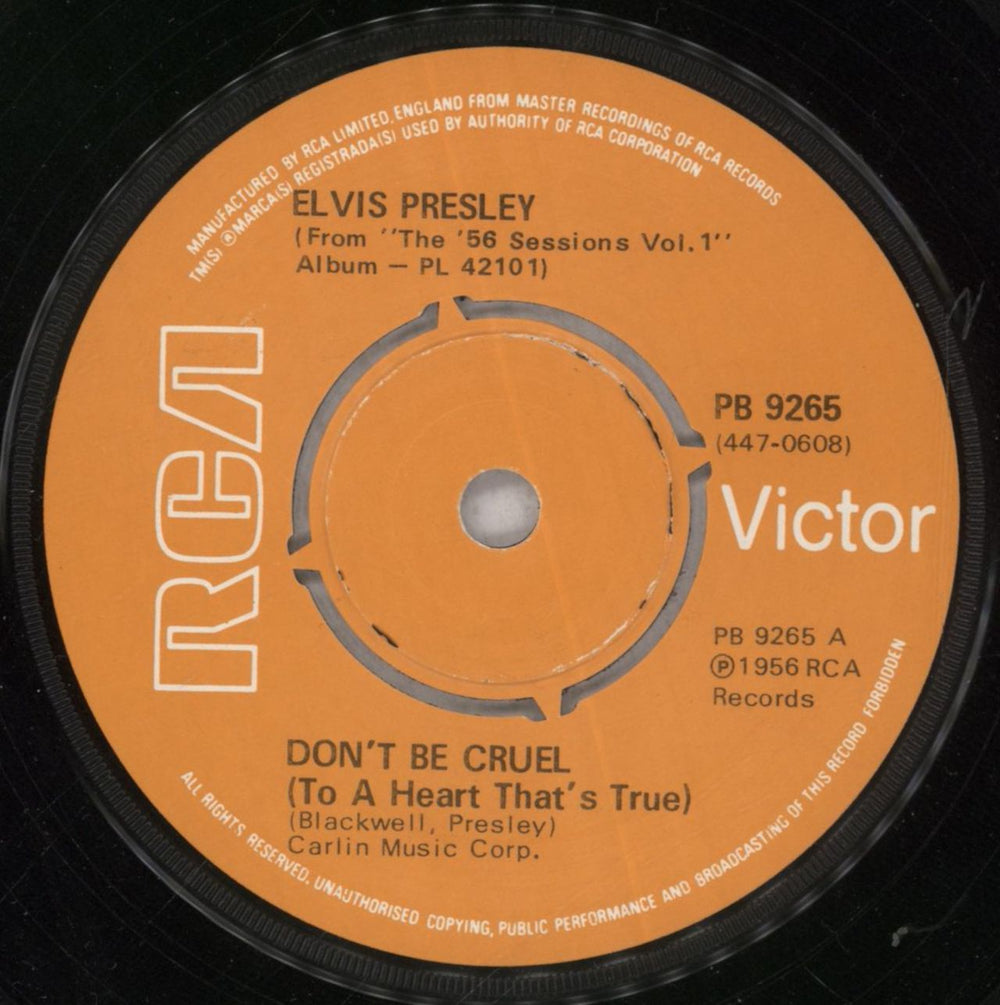 MANUFACTURED BY RCA LIMITED, ENGLAND FROM MASTER RECORDINGS OF RCA RECORDS
TM(S) ®MARCA(S) REGISTRADA(S) USED BY AUTHORITY OF RCA CORPORATION
ELVIS PRESLEY
(From "The '56 Sessions Vol.1"
Album — PL 42101)
RCA
PB 9265
(447-0608)
Victor
PB 9265 A
℗1956 RCA
Records
DON'T BE CRUEL
(To A Heart That's True)
(Blackwell, Presley)
Carlin Music Corp.
ALL RIGHTS RESERVED. UNAUTHORISED COPYING, PUBLIC PERFORMANCE AND BROADCASTING OF THIS RECORD FORBIDDEN